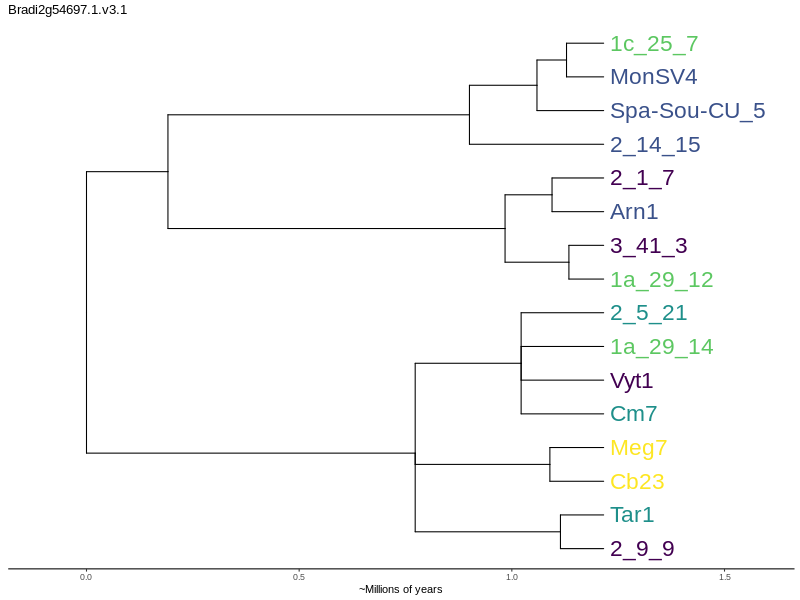 Bradi2g54697.1.v3.1
1c_25_7
MonSV4
Spa-Sou-CU_5
2_14_15
2_1_7
Arn1
3_41_3
1a_29_12
2_5_21
1a_29_14
Vyt1
Cm7
Meg7
Cb23
Tar1
2_9_9
0.0 0.5 1.0 1.5
~Millions of years